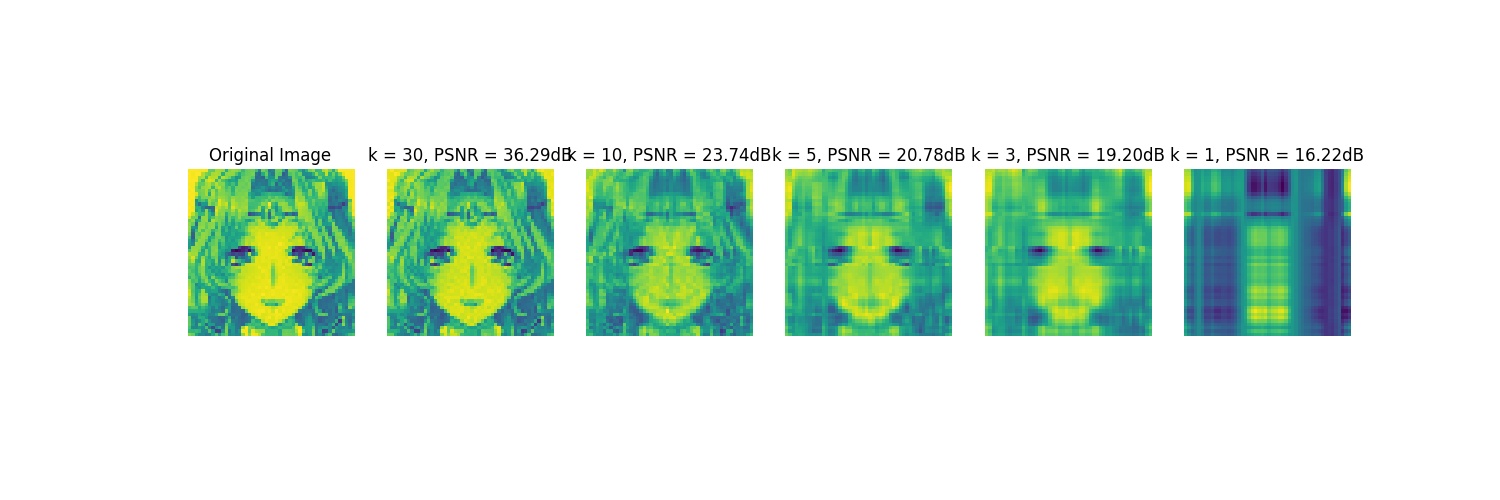 Original Image
k = 30, PSNR = 36.29dB
k = 10, PSNR = 23.74dB
k = 5, PSNR = 20.78dB
k = 3, PSNR = 19.20dB
k = 1, PSNR = 16.22dB